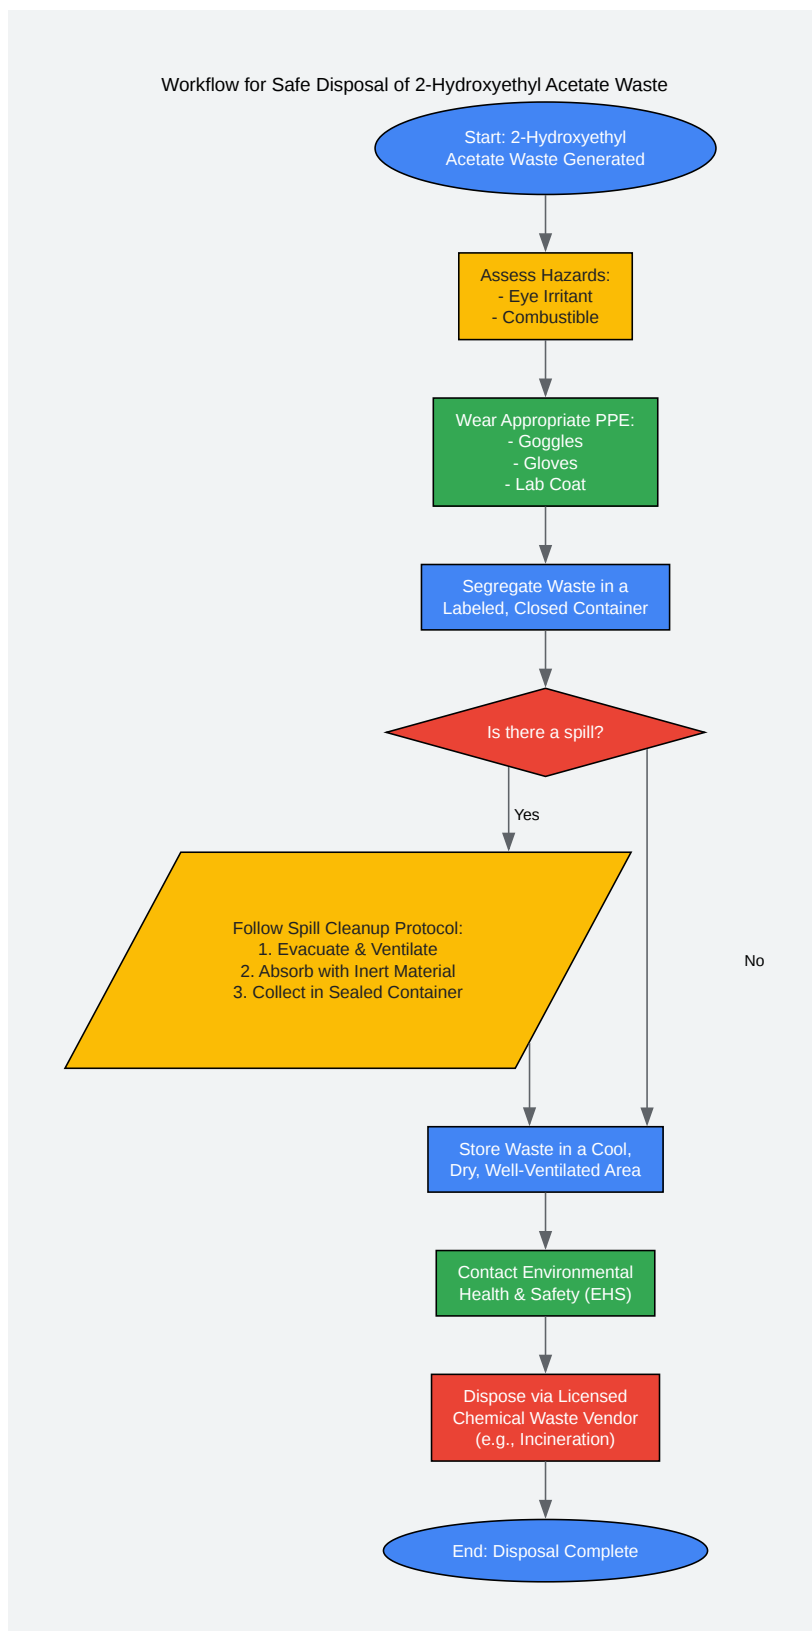 Workflow for Safe Disposal of 2-Hydroxyethyl Acetate Waste
Start: 2-Hydroxyethyl
Acetate Waste Generated
Assess Hazards:
- Eye Irritant
- Combustible
Wear Appropriate PPE:
- Goggles
- Gloves
- Lab Coat
Segregate Waste in a
Labeled, Closed Container
Is there a spill?
Yes
Follow Spill Cleanup Protocol:
1. Evacuate & Ventilate
2. Absorb with Inert Material
3. Collect in Sealed Container
No
Store Waste in a Cool,
Dry, Well-Ventilated Area
Contact Environmental
Health & Safety (EHS)
Dispose via Licensed
Chemical Waste Vendor
(e.g., Incineration)
End: Disposal Complete